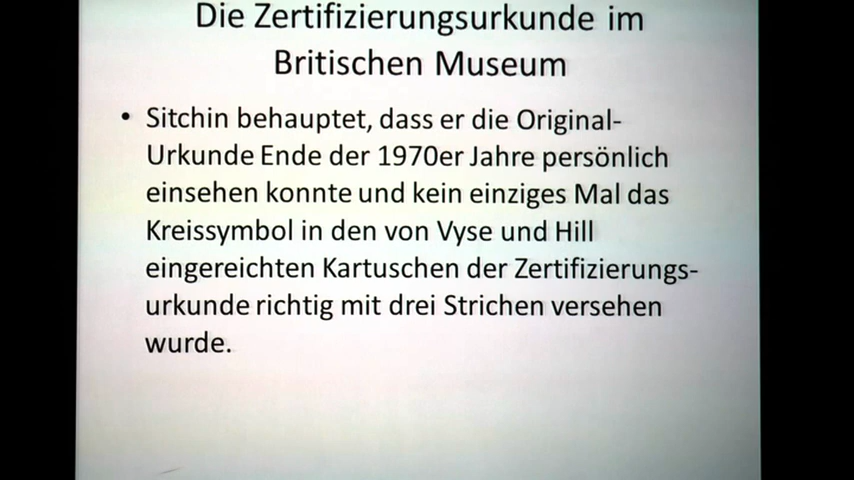 Die Zertifizierungsurkunde im
Britischen Museum
• Sitchin behauptet, dass er die Original-
Urkunde Ende der 1970er Jahre persönlich
einsehen konnte und kein einziges Mal das
Kreissymbol in den von Vyse und Hill
eingereichten Kartuschen der Zertifizierungs-
urkunde richtig mit drei Strichen versehen
wurde.